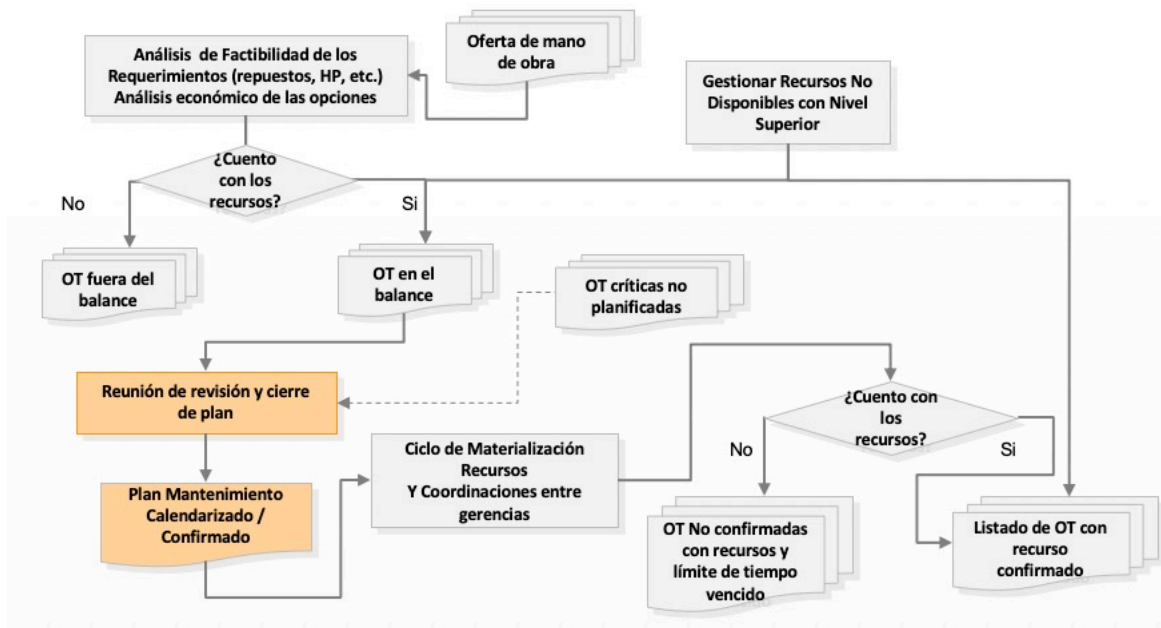 Análisis de Factibilidad de los
Requerimientos (repuestos, HP, etc.)
Análisis económico de las opciones
Oferta de mano
de obra
Gestionar Recursos No
Disponibles con Nivel
Superior
¿Cuento
con los
recursos?
No
Si
OT fuera del
balance
OT en el
balance
OT críticas no
planificadas
Reunión de revisión y cierre
de plan
¿Cuento con
los
recursos?
No
Si
Ciclo de Materialización
Recursos
Y Coordinaciones entre
gerencias
Plan Mantenimiento
Calendarizado /
Confirmado
OT No confirmadas
con recursos y
límite de tiempo
vencido
Listado de OT con
recurso
confirmado